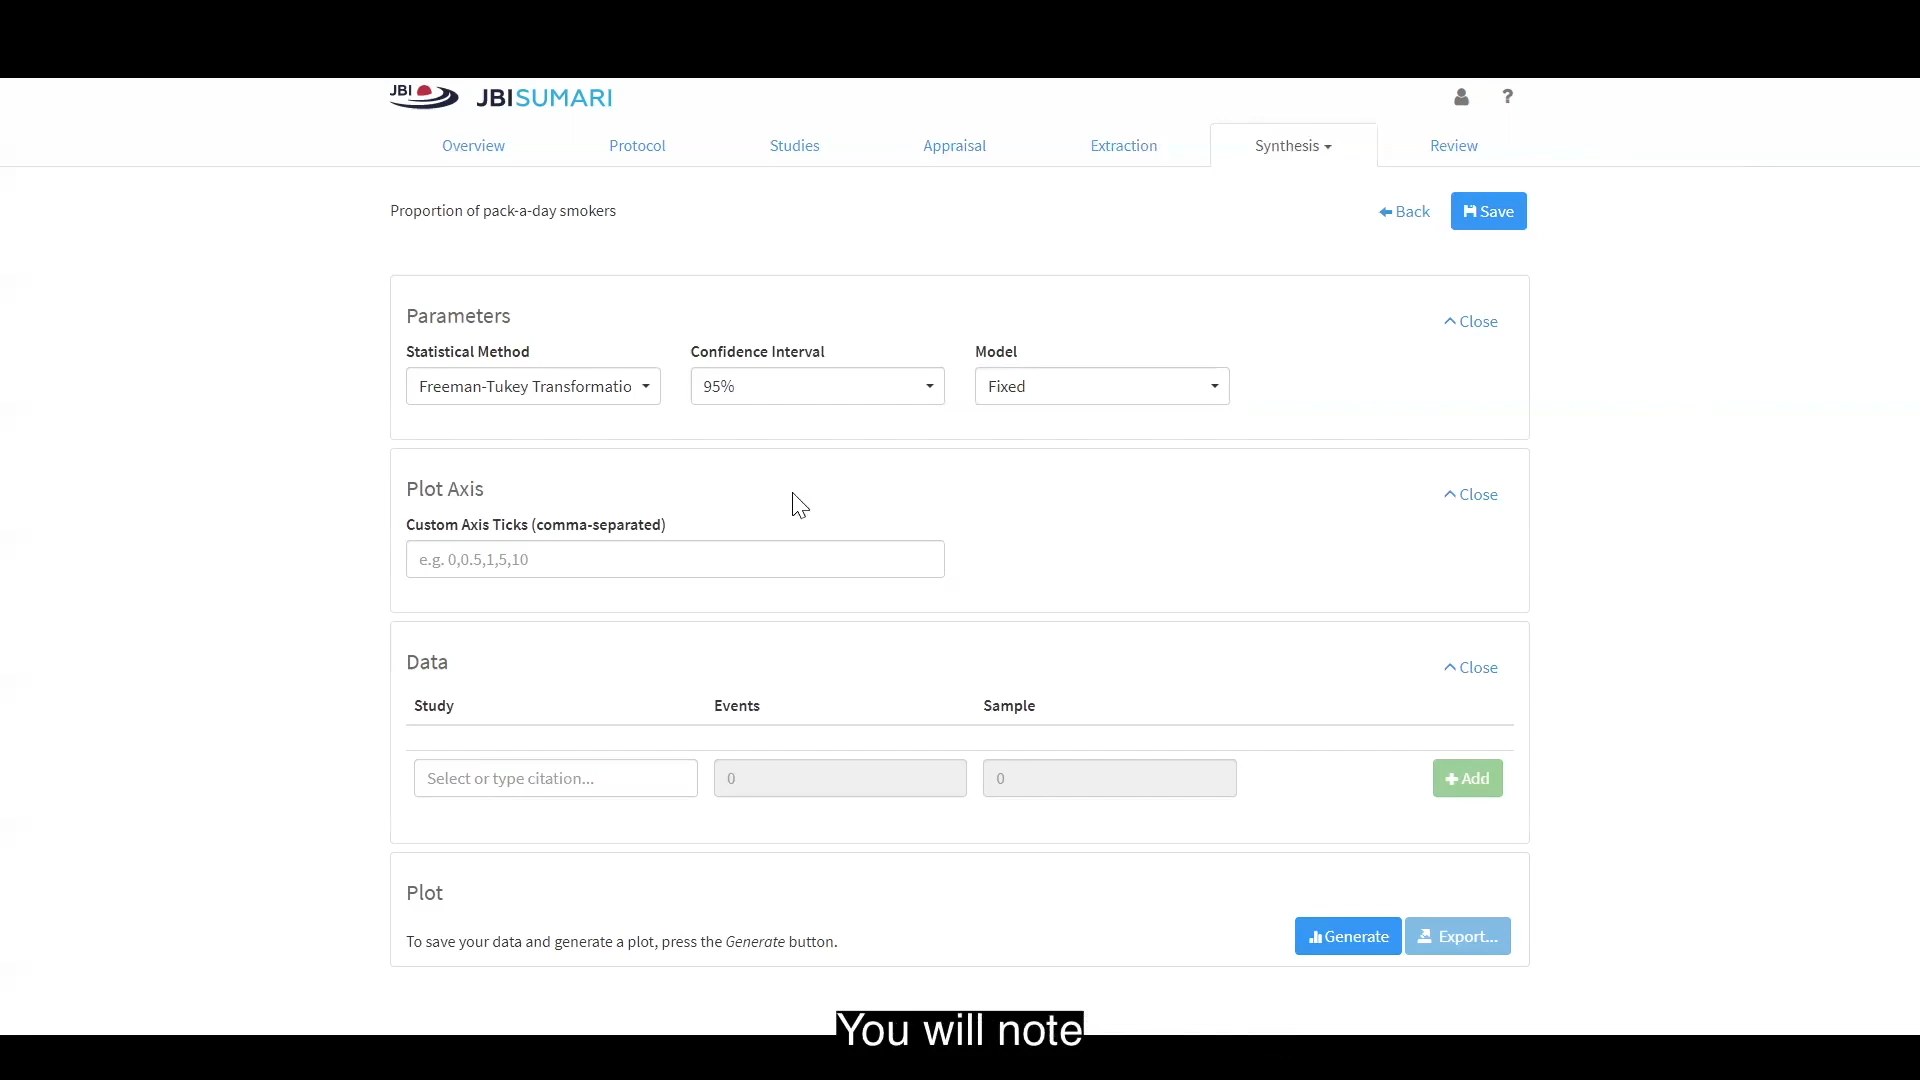 JBI JBISUMARI ?
Overview Protocol Studies Appraisal Extraction Synthesis Review
Proportion of pack-a-day smokers Back Save
Parameters Close
Statistical Method Confidence Interval Model
Freeman-Tukey Transformatio 95% Fixed
Plot Axis Close
Custom Axis Ticks (comma-separated)
e.g. 0,0.5,1,5,10
Data Close
Study Events Sample
Select or type citation... 0 0 Add
Plot
To save your data and generate a plot, press the Generate button. Generate Export...
You will note